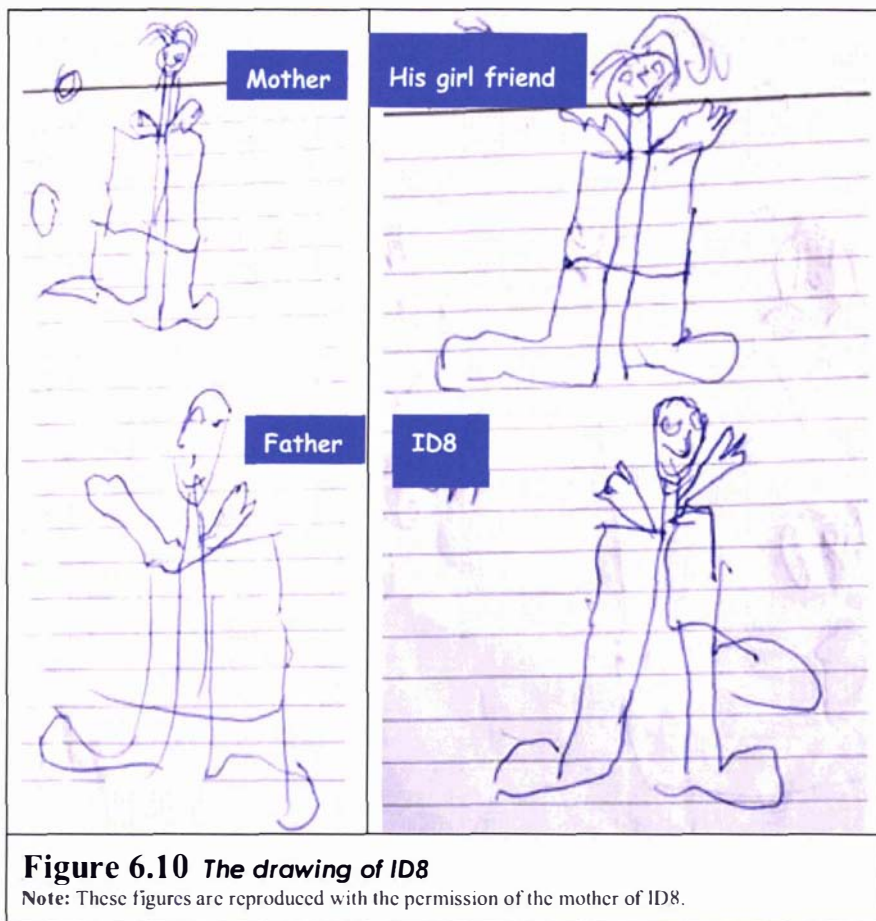 Mother
His girl friend
Father
ID8
Figure 6.10 The drawing of ID8
Note: These figures are reproduced with the permission of the mother of ID8.